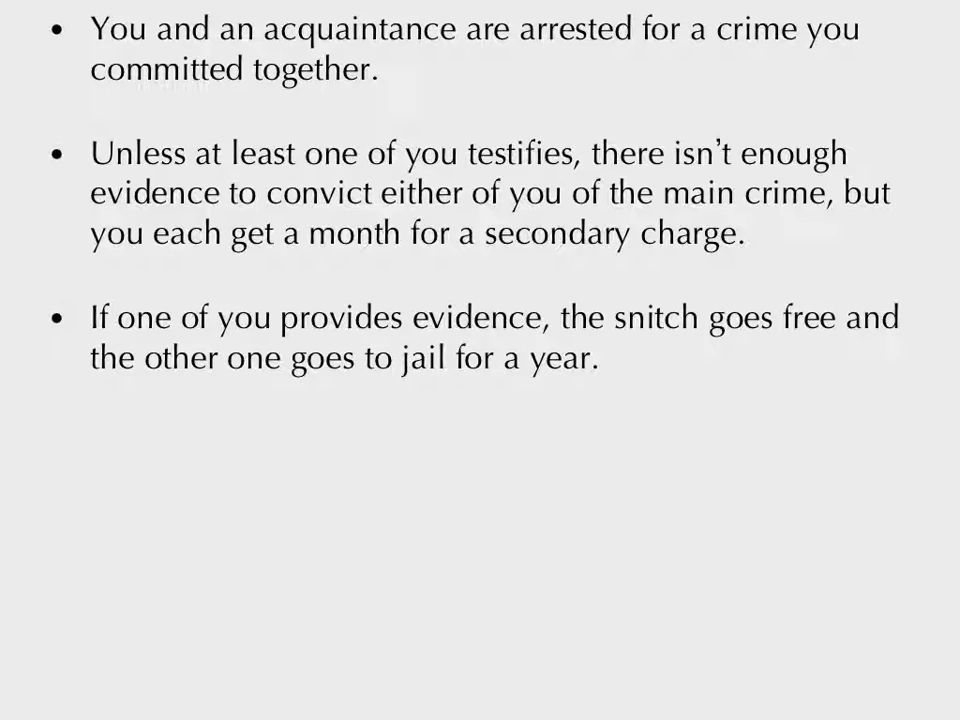 • You and an acquaintance are arrested for a crime you
committed together.
• Unless at least one of you testifies, there isn’t enough
evidence to convict either of you of the main crime, but
you each get a month for a secondary charge.
• If one of you provides evidence, the snitch goes free and
the other one goes to jail for a year.